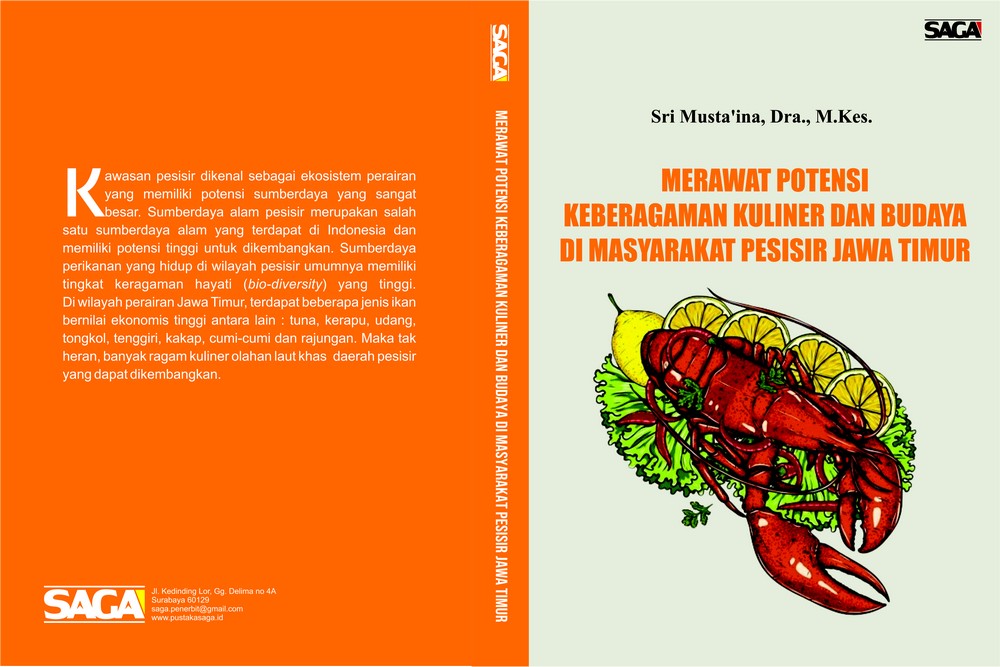 Kawasan pesisir dikenal sebagai ekosistem perairan
yang memiliki potensi sumberdaya yang sangat
besar. Sumberdaya alam pesisir merupakan salah
satu sumberdaya alam yang terdapat di Indonesia dan
memiliki potensi tinggi untuk dikembangkan. Sumberdaya
perikanan yang hidup di wilayah pesisir umumnya memiliki
tingkat keragaman hayati (bio-diversity) yang tinggi.
Di wilayah perairan Jawa Timur, terdapat beberapa jenis ikan
bernilai ekonomis tinggi antara lain : tuna, kerapu, udang,
tongkol, tenggiri, kakap, cumi-cumi dan rajungan. Maka tak
heran, banyak ragam kuliner olahan laut khas daerah pesisir
yang dapat dikembangkan.
SAGA
Jl. Kedinding Lor, Gg. Delima no 4A
Surabaya 60129
saga.penerbit@gmail.com
www.pustakasaga.id
SAGA
MERAWAT POTENSI KEBERAGAMAN KULINER DAN BUDAYA DI MASYARAKAT PESISIR JAWA TIMUR
SAGA
Sri Musta'ina, Dra., M.Kes.
MERAWAT POTENSI
KEBERAGAMAN KULINER DAN BUDAYA
DI MASYARAKAT PESISIR JAWA TIMUR